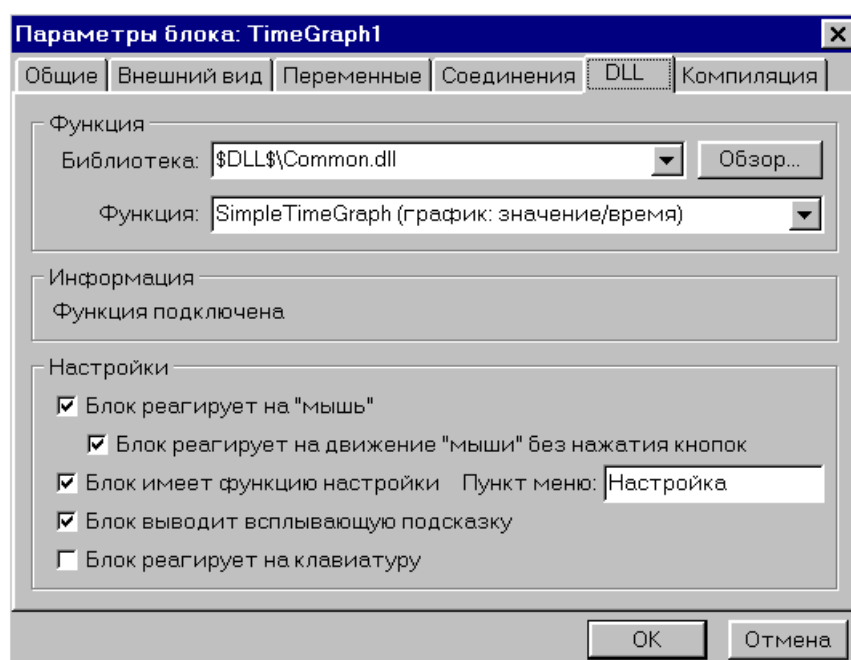 Параметры блока: TimeGraph1
Общие Внешний вид Переменные Соединения DLL Компиляция
Функция
Библиотека: $DLL$\Common.dll Обзор...
Функция: SimpleTimeGraph (график: значение/время)
Информация
Функция подключена
Настройки
Блок реагирует на "мышь"
Блок реагирует на движение "мыши" без нажатия кнопок
Блок имеет функцию настройки Пункт меню: Настройка
Блок выводит всплывающую подсказку
Блок реагирует на клавиатуру
OK Отмена